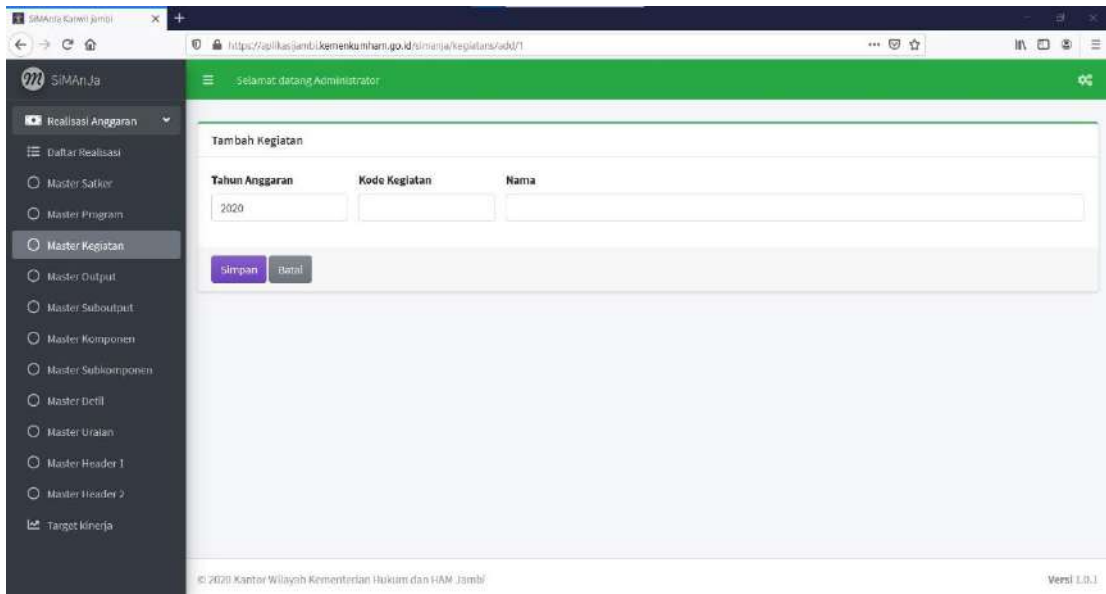 SiMAnJa Kanwil Jambi
https://aplikasijambi.kemenkumham.go.id/simanja/kegiatans/add/1
SiMAnJa
Selamat datang Administrator
Realisasi Anggaran
Daftar Realisasi
Master Satker
Master Program
Master Kegiatan
Master Output
Master Suboutput
Master Komponen
Master Subkomponen
Master Detil
Master Uraian
Master Header 1
Master Header 2
Target kinerja
Tambah Kegiatan
Tahun Anggaran Kode Kegiatan Nama
2020
Simpan Batal
© 2020 Kantor Wilayah Kementerian Hukum dan HAM Jambi
Versi 1.0.1